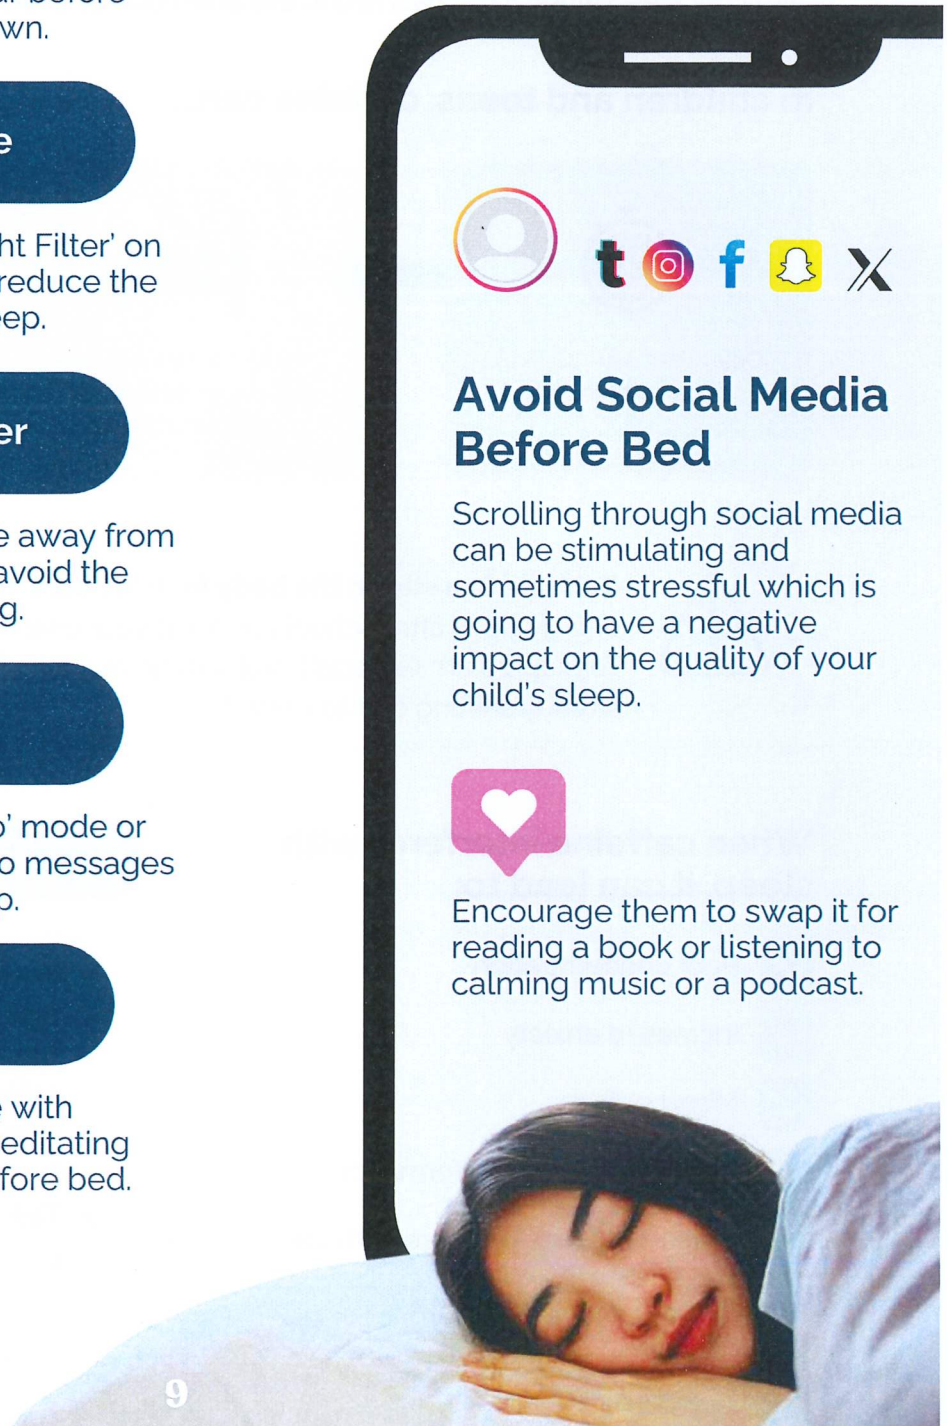 wn.
e
ht Filter' on
reduce the
ep.
er
e away from
avoid the
g.
o' mode or
o messages
p.
e with
editating
fore bed.
Avoid Social Media
Before Bed
Scrolling through social media
can be stimulating and
sometimes stressful which is
going to have a negative
impact on the quality of your
child's sleep.
Encourage them to swap it for
reading a book or listening to
calming music or a podcast.
9